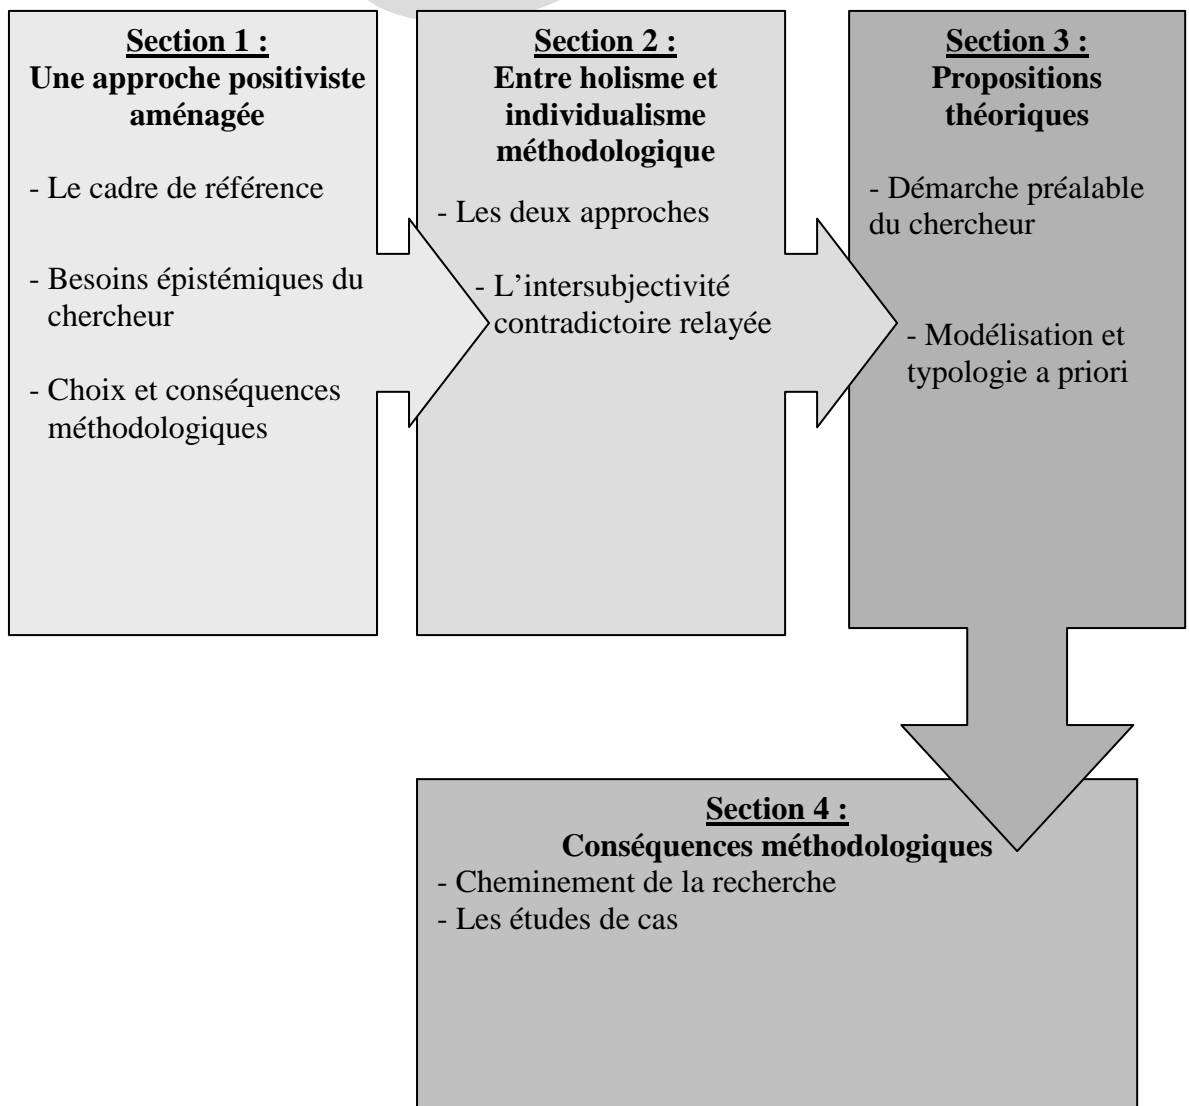 Section 1 :
Une approche positiviste
aménagée
- Le cadre de référence
- Besoins épistémiques du
chercheur
- Choix et conséquences
méthodologiques
Section 2 :
Entre holisme et
individualisme
méthodologique
- Les deux approches
- L’intersubjectivité
contradictoire relayée
Section 3 :
Propositions
théoriques
- Démarche préalable
du chercheur
- Modélisation et
typologie a priori
Section 4 :
Conséquences méthodologiques
- Cheminement de la recherche
- Les études de cas